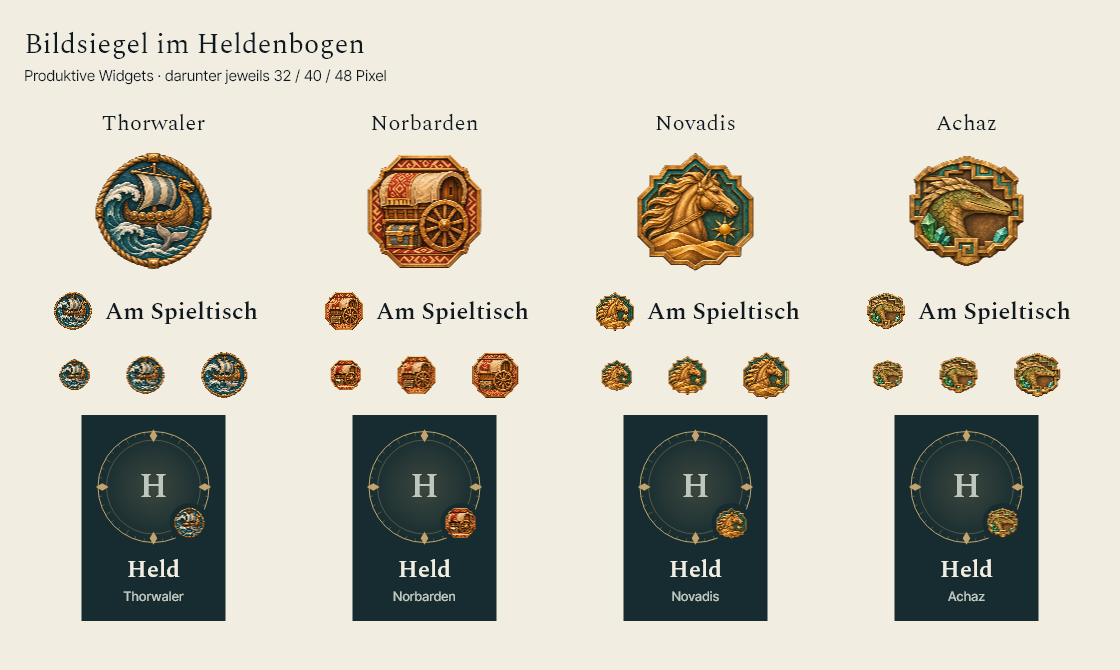 Bildsiegel im Heldenbogen
Produktive Widgets · darunter jeweils 32 / 40 / 48 Pixel
Thorwaler
Norbarden
Novadis
Achaz
Am Spieltisch
Am Spieltisch
Am Spieltisch
Am Spieltisch
H
H
H
H
Held
Held
Held
Held
Thorwaler
Norbarden
Novadis
Achaz